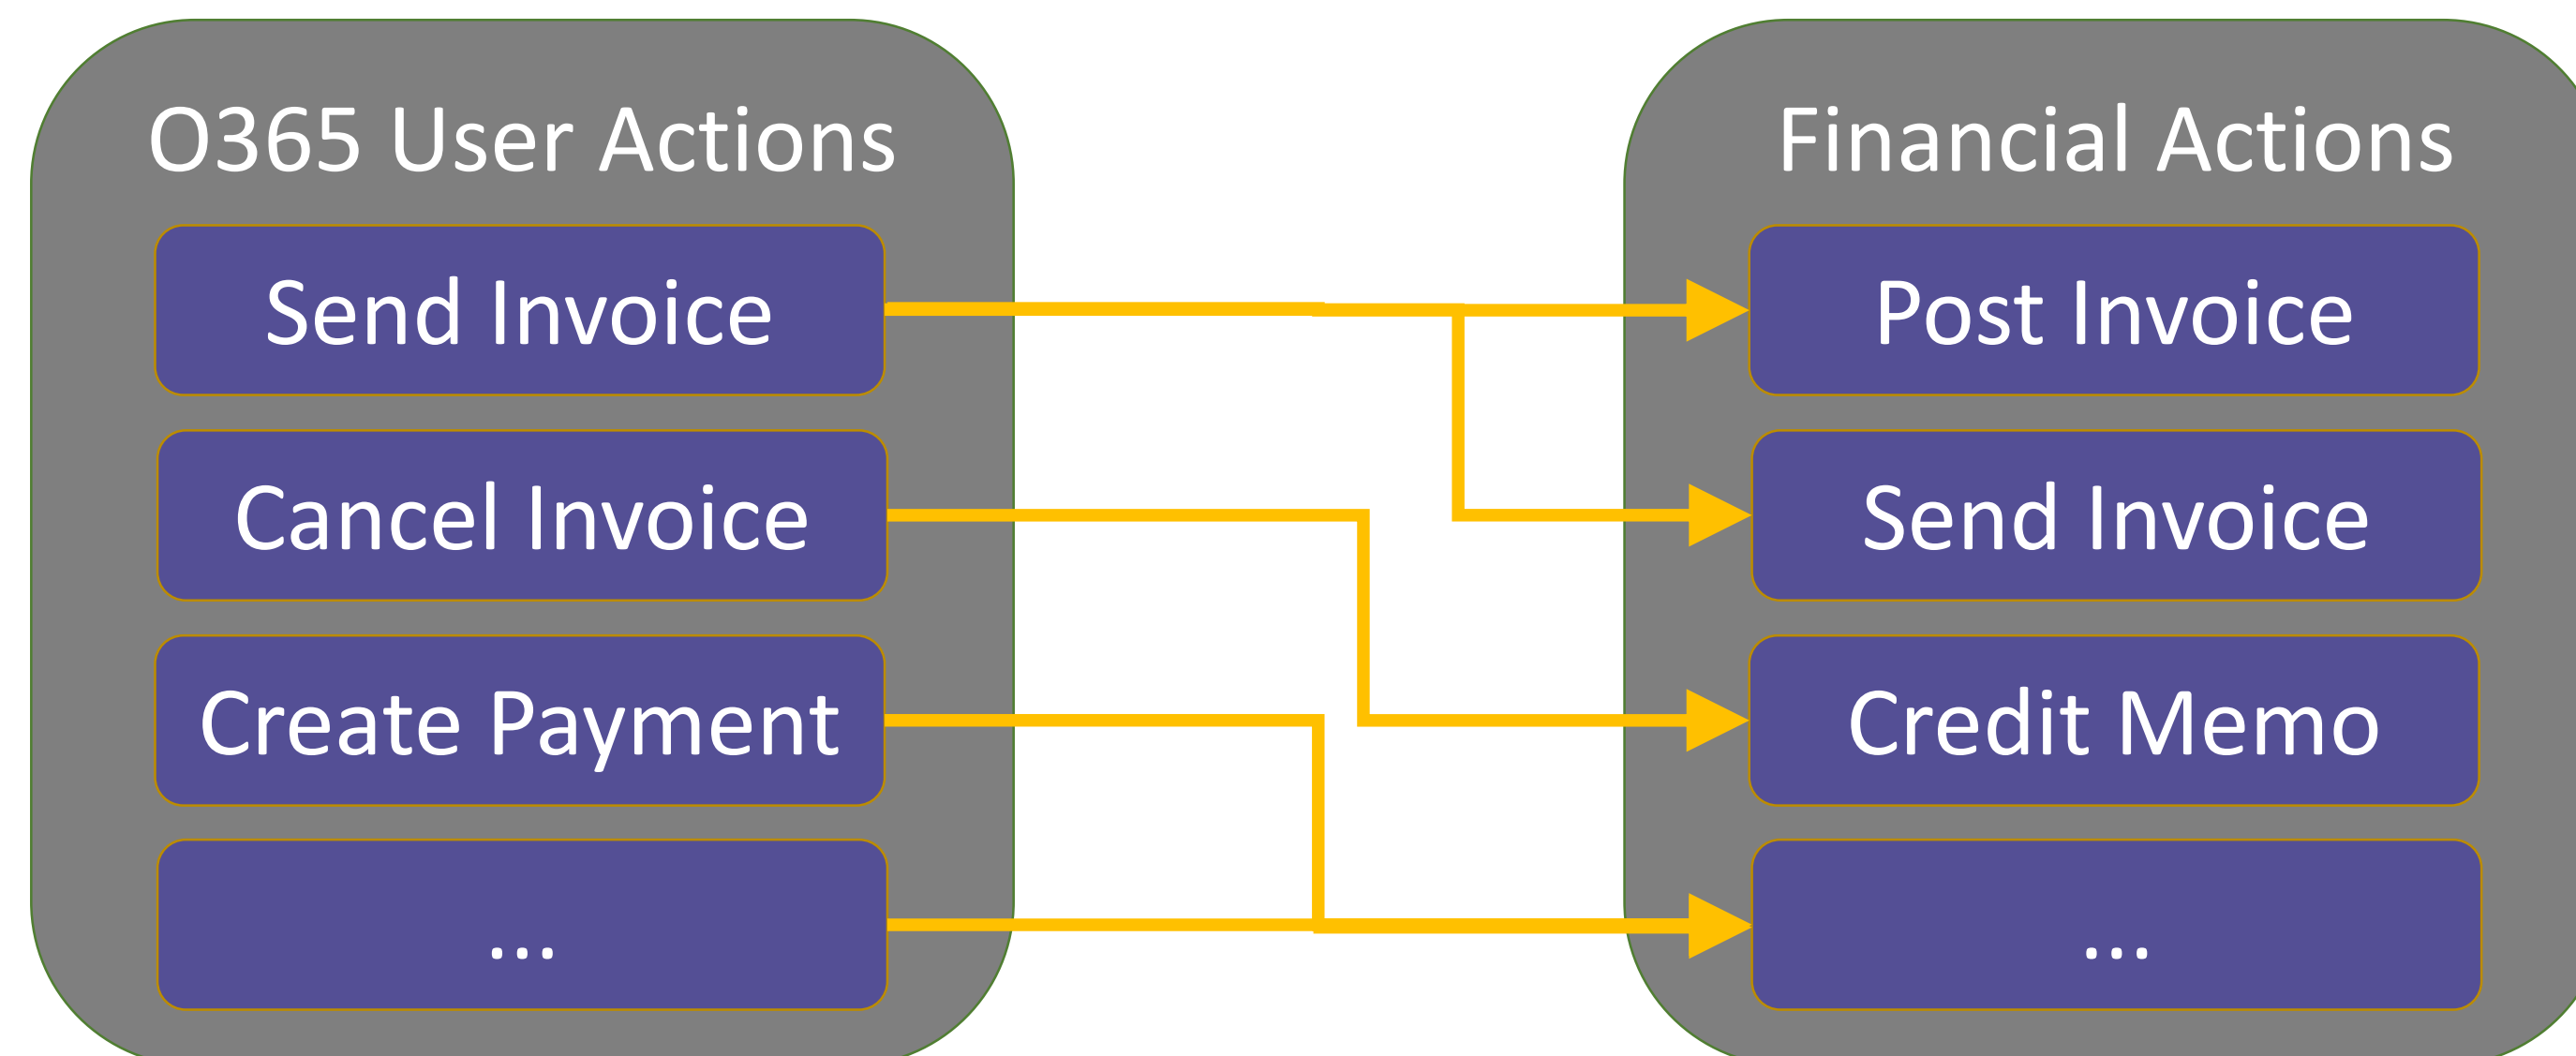 O365 User Actions
Send Invoice
Cancel Invoice
Create Payment
...
Financial Actions
Post Invoice
Send Invoice
Credit Memo
...